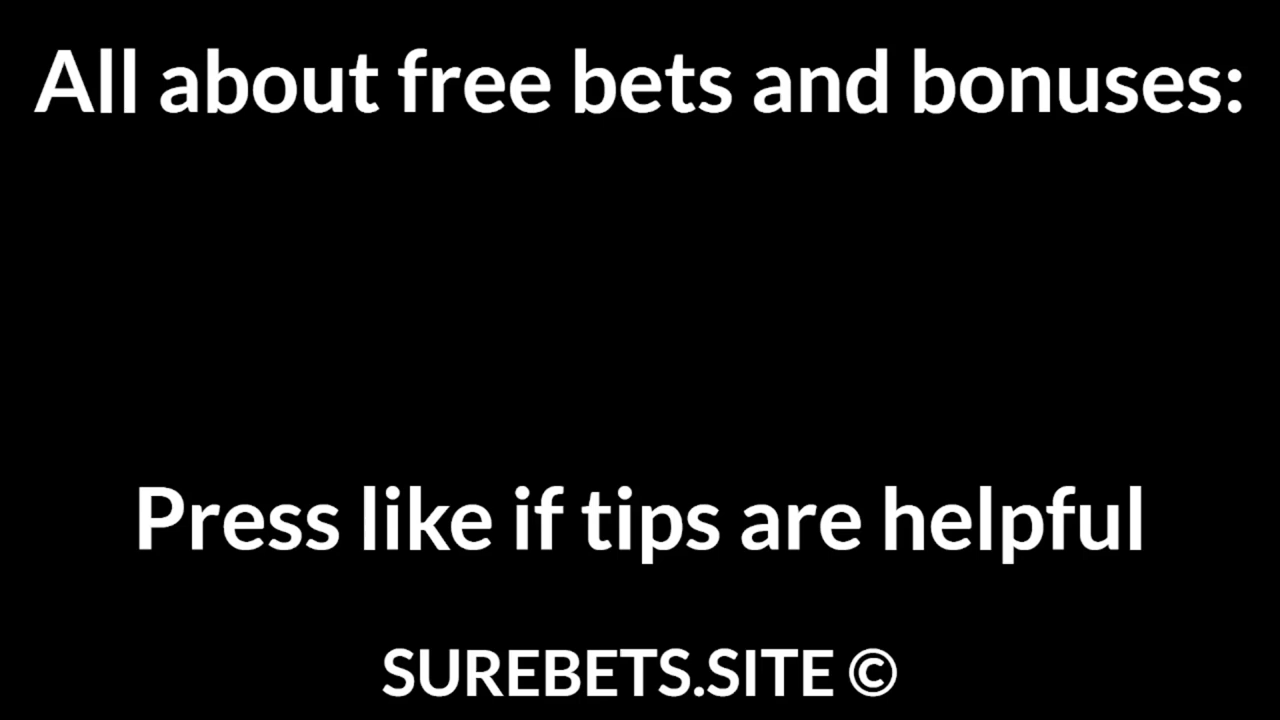 All about free bets and bonuses:
Press like if tips are helpful
SUREBETS.SITE ©